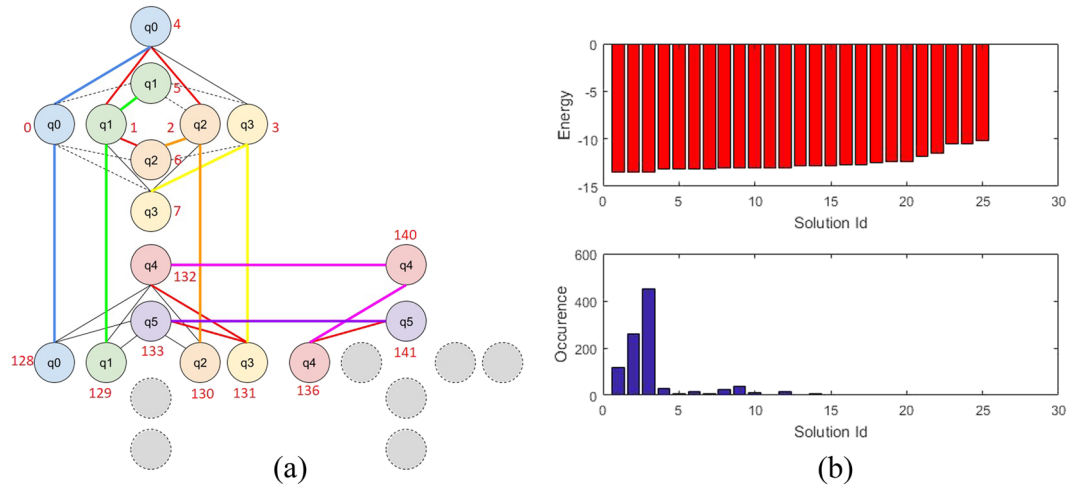 q0 4
q1 5
q0 q1 q2 q3
0 1 2 3
q2 6
q3 7
140
q4 132 q4
q5 q5
133 141
128 q0 q1 q2 q3 q4
129 130 131 136
(a)
0
-5
-10
-15
Energy
0 5 10 15 20 25 30
Solution Id
600
400
200
0
Occurence
0 5 10 15 20 25 30
Solution Id
(b)